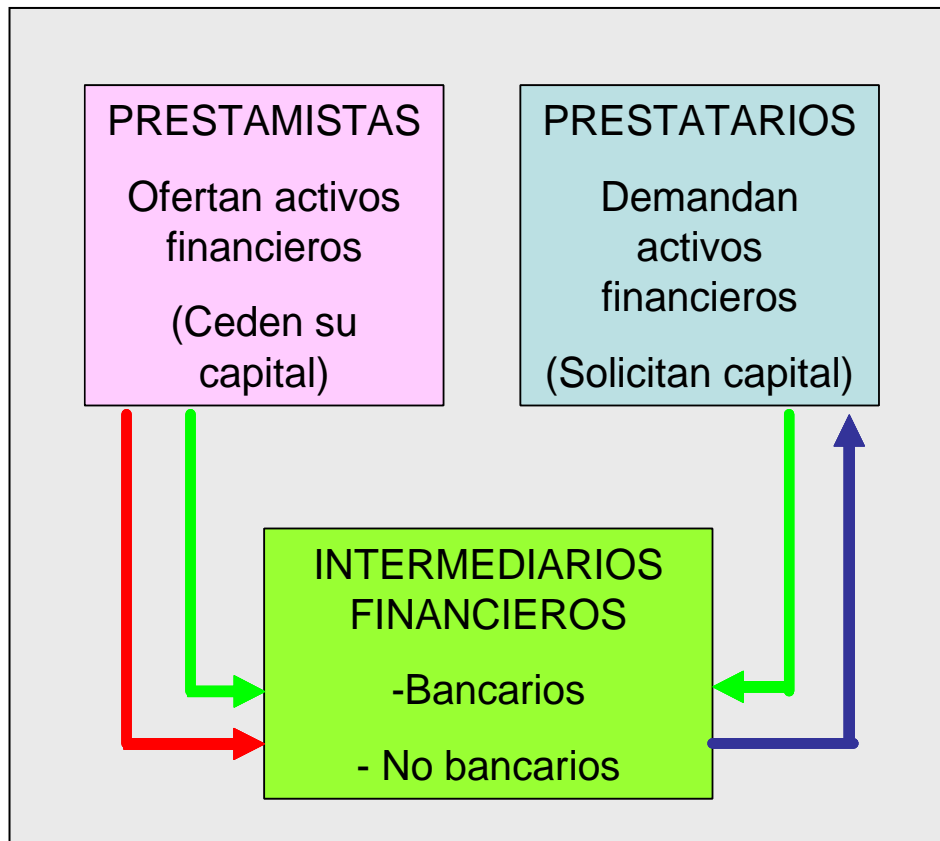 PRESTAMISTAS
Ofertan activos
financieros
(Ceden su
capital)
PRESTATARIOS
Demandan
activos
financieros
(Solicitan capital)
INTERMEDIARIOS
FINANCIEROS
-Bancarios
- No bancarios